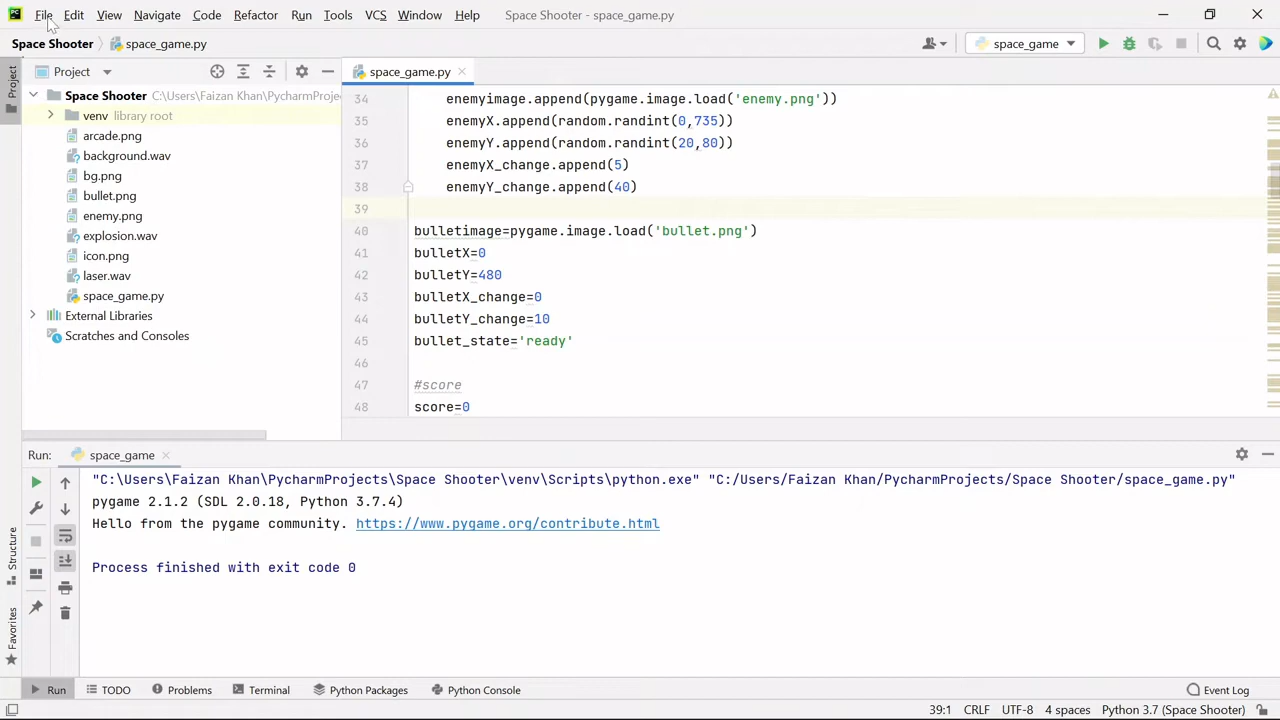 PC File Edit View Navigate Code Refactor Run Tools VCS Window Help Space Shooter - space_game.py
Space Shooter space_game.py space_game
Project Project space_game.py
Space Shooter C:\Users\Faizan Khan\PycharmProje
venv library root
arcade.png
background.wav
bg.png
bullet.png
enemy.png
explosion.wav
icon.png
laser.wav
space_game.py
External Libraries
Scratches and Consoles
34 enemyimage.append(pygame.image.load('enemy.png'))
35 enemyX.append(random.randint(0,735))
36 enemyY.append(random.randint(20,80))
37 enemyX_change.append(5)
38 enemyY_change.append(40)
39
40 bulletimage=pygame.image.load('bullet.png')
41 bulletX=0
42 bulletY=480
43 bulletX_change=0
44 bulletY_change=10
45 bullet_state='ready'
46
47 #score
48 score=0
Run: space_game
"C:\Users\Faizan Khan\PycharmProjects\Space Shooter\venv\Scripts\python.exe" "C:/Users/Faizan Khan/PycharmProjects/Space Shooter/space_game.py"
pygame 2.1.2 (SDL 2.0.18, Python 3.7.4)
Hello from the pygame community. https://www.pygame.org/contribute.html
Process finished with exit code 0
Structure
Favorites
Run TODO Problems Terminal Python Packages Python Console Event Log
39:1 CRLF UTF-8 4 spaces Python 3.7 (Space Shooter)